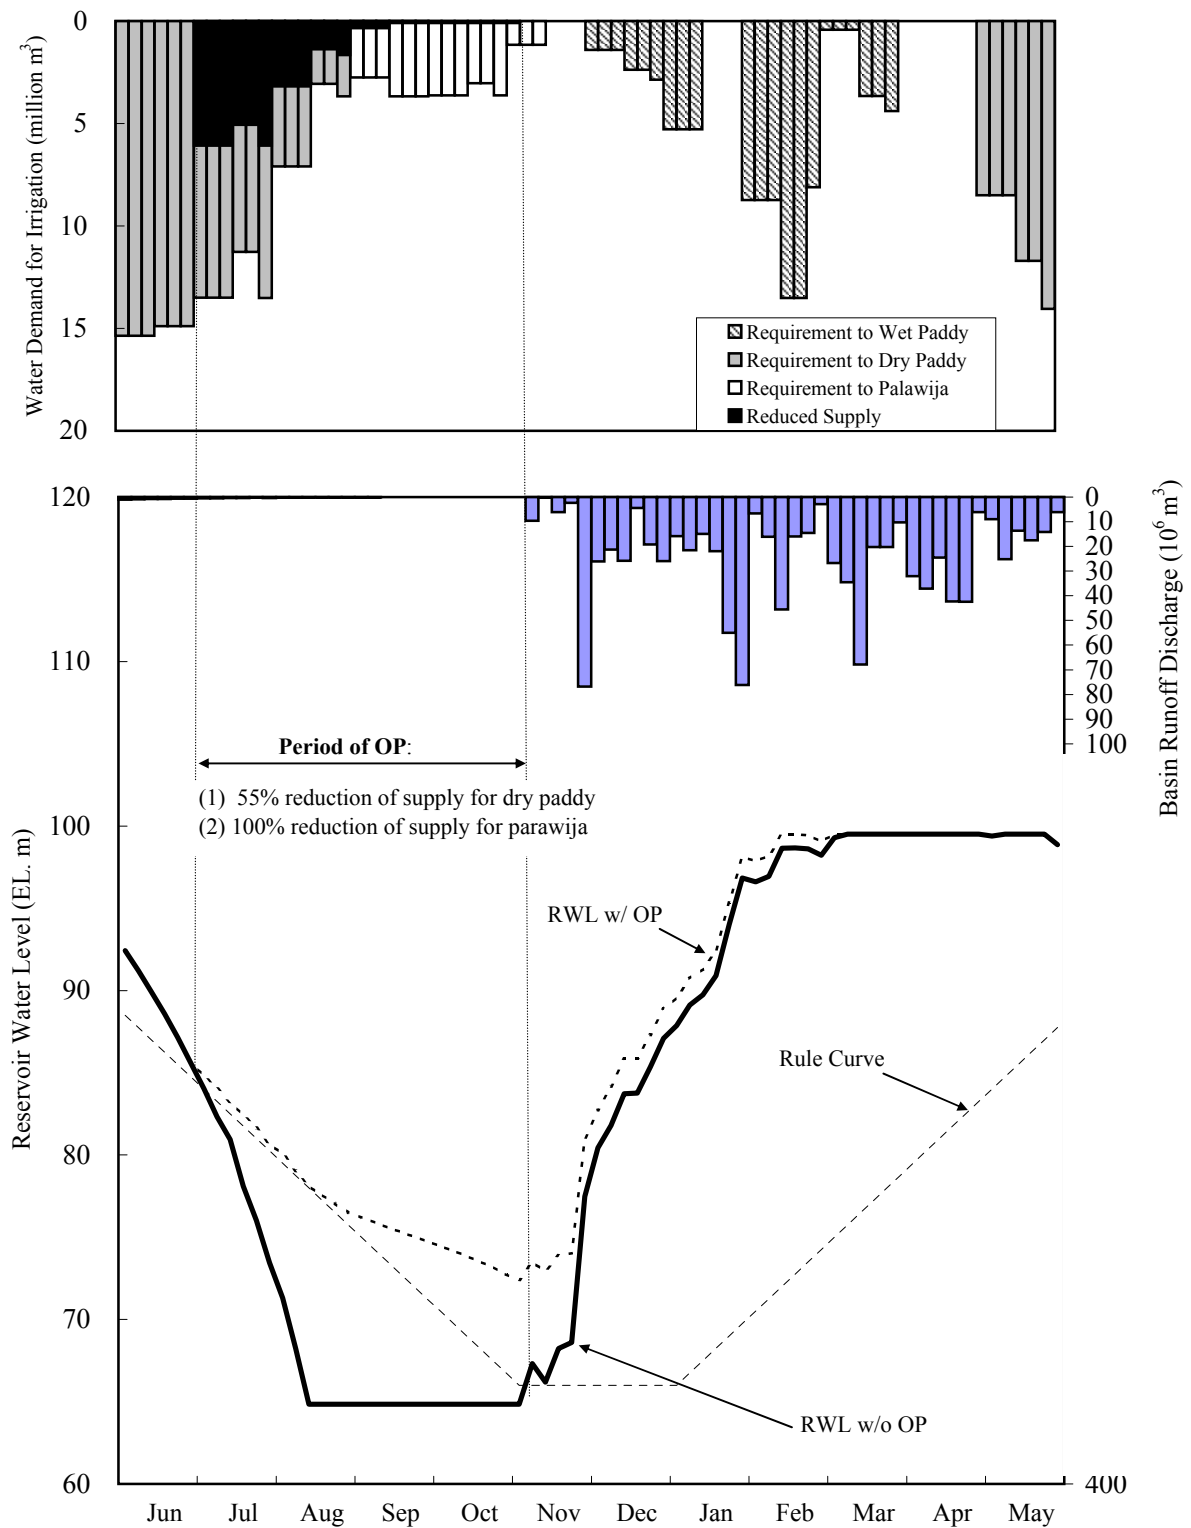 0
5
10
15
20
Water Demand for Irrigation (million m³)
Requirement to Wet Paddy
Requirement to Dry Paddy
Requirement to Palawija
Reduced Supply
120
110
100
90
80
70
60
Reservoir Water Level (EL. m)
0
10
20
30
40
50
60
70
80
90
100
400
Basin Runoff Discharge (10⁶ m³)
Period of OP:
(1) 55% reduction of supply for dry paddy
(2) 100% reduction of supply for parawija
RWL w/ OP
Rule Curve
RWL w/o OP
Jun Jul Aug Sep Oct Nov Dec Jan Feb Mar Apr May